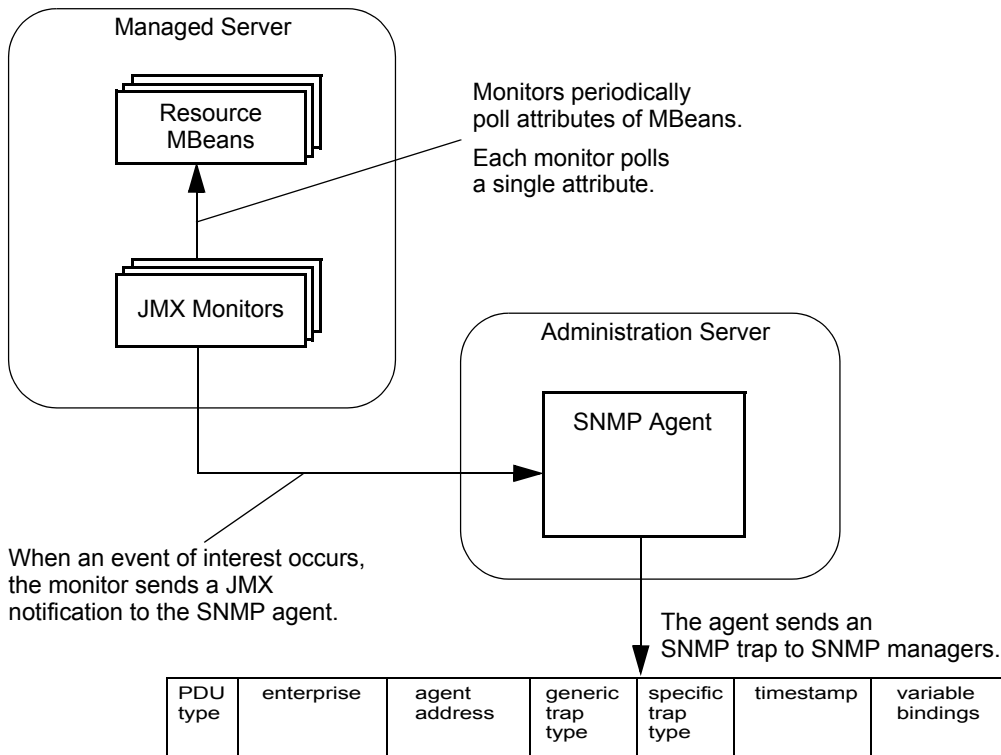 Managed Server
Resource
MBeans
Monitors periodically
poll attributes of MBeans.
Each monitor polls
a single attribute.
JMX Monitors
Administration Server
SNMP Agent
When an event of interest occurs,
the monitor sends a JMX
notification to the SNMP agent.
The agent sends an
SNMP trap to SNMP managers.
PDU
type
enterprise
agent
address
generic
trap
type
specific
trap
type
timestamp
variable
bindings